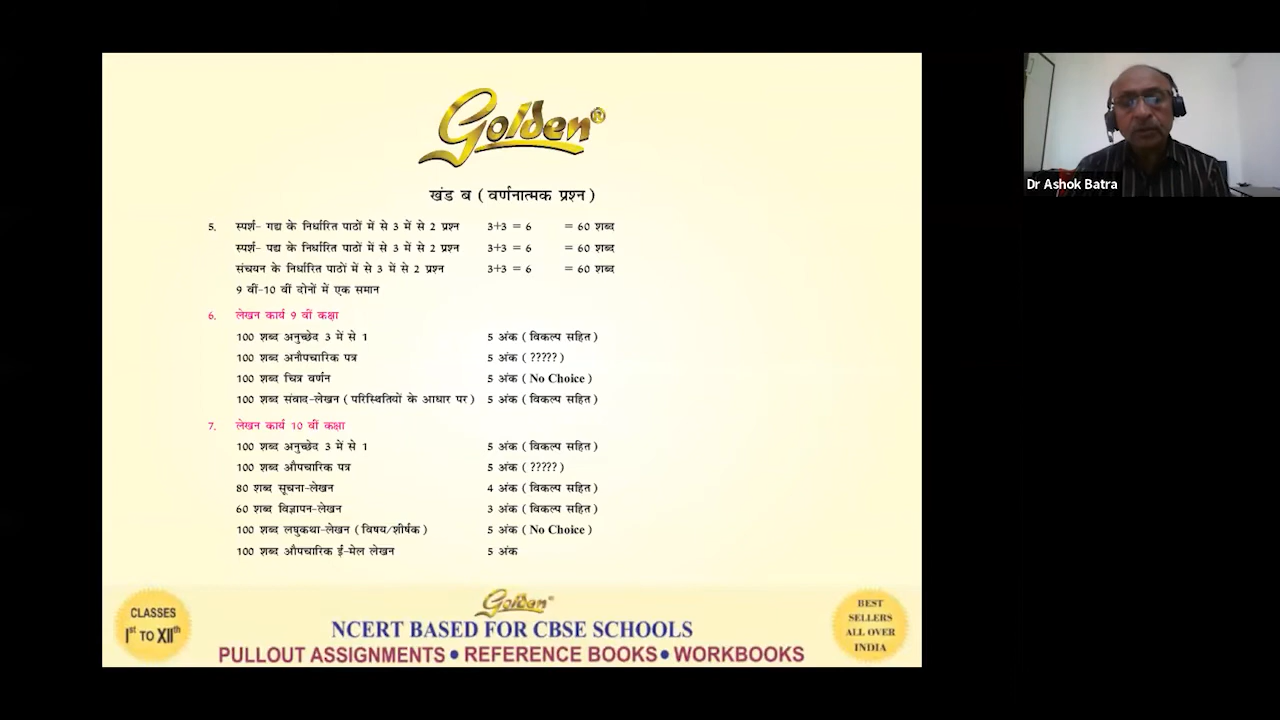 Golden®
खंड ब ( वर्णनात्मक प्रश्न )
5. स्पर्श- गद्य के निर्धारित पाठों में से 3 में से 2 प्रश्न 3+3 = 6 = 60 शब्द
स्पर्श- पद्य के निर्धारित पाठों में से 3 में से 2 प्रश्न 3+3 = 6 = 60 शब्द
संचयन के निर्धारित पाठों में से 3 में से 2 प्रश्न 3+3 = 6 = 60 शब्द
9 वीं-10 वीं दोनों में एक समान
6. लेखन कार्य 9 वीं कक्षा
100 शब्द अनुच्छेद 3 में से 1 5 अंक ( विकल्प सहित )
100 शब्द अनौपचारिक पत्र 5 अंक ( ????? )
100 शब्द चित्र वर्णन 5 अंक ( No Choice )
100 शब्द संवाद-लेखन ( परिस्थितियों के आधार पर ) 5 अंक ( विकल्प सहित )
7. लेखन कार्य 10 वीं कक्षा
100 शब्द अनुच्छेद 3 में से 1 5 अंक ( विकल्प सहित )
100 शब्द औपचारिक पत्र 5 अंक ( ????? )
80 शब्द सूचना-लेखन 4 अंक ( विकल्प सहित )
60 शब्द विज्ञापन-लेखन 3 अंक ( विकल्प सहित )
100 शब्द लघुकथा-लेखन ( विषय/शीर्षक ) 5 अंक ( No Choice )
100 शब्द औपचारिक ई-मेल लेखन 5 अंक
CLASSES
Ist TO XIIth
Golden®
NCERT BASED FOR CBSE SCHOOLS
PULLOUT ASSIGNMENTS • REFERENCE BOOKS • WORKBOOKS
BEST
SELLERS
ALL OVER
INDIA
Dr Ashok Batra